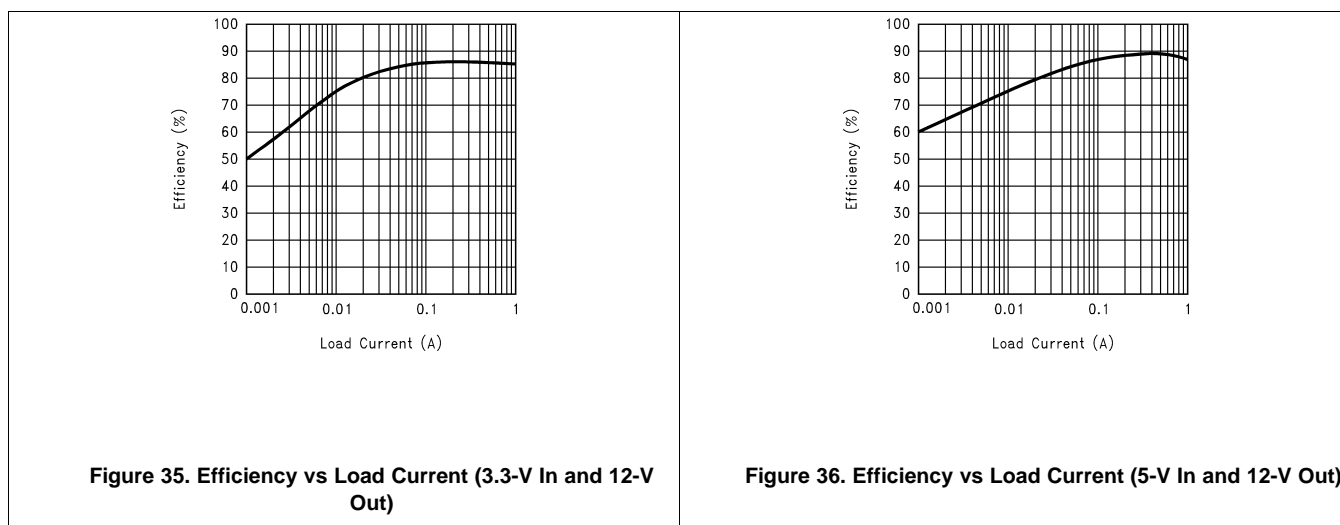 100
90
80
70
60
50
40
30
20
10
0
Efficiency (%)
0.001 0.01 0.1 1
Load Current (A)
Figure 35. Efficiency vs Load Current (3.3-V In and 12-V
Out)
100
90
80
70
60
50
40
30
20
10
0
Efficiency (%)
0.001 0.01 0.1 1
Load Current (A)
Figure 36. Efficiency vs Load Current (5-V In and 12-V Out)